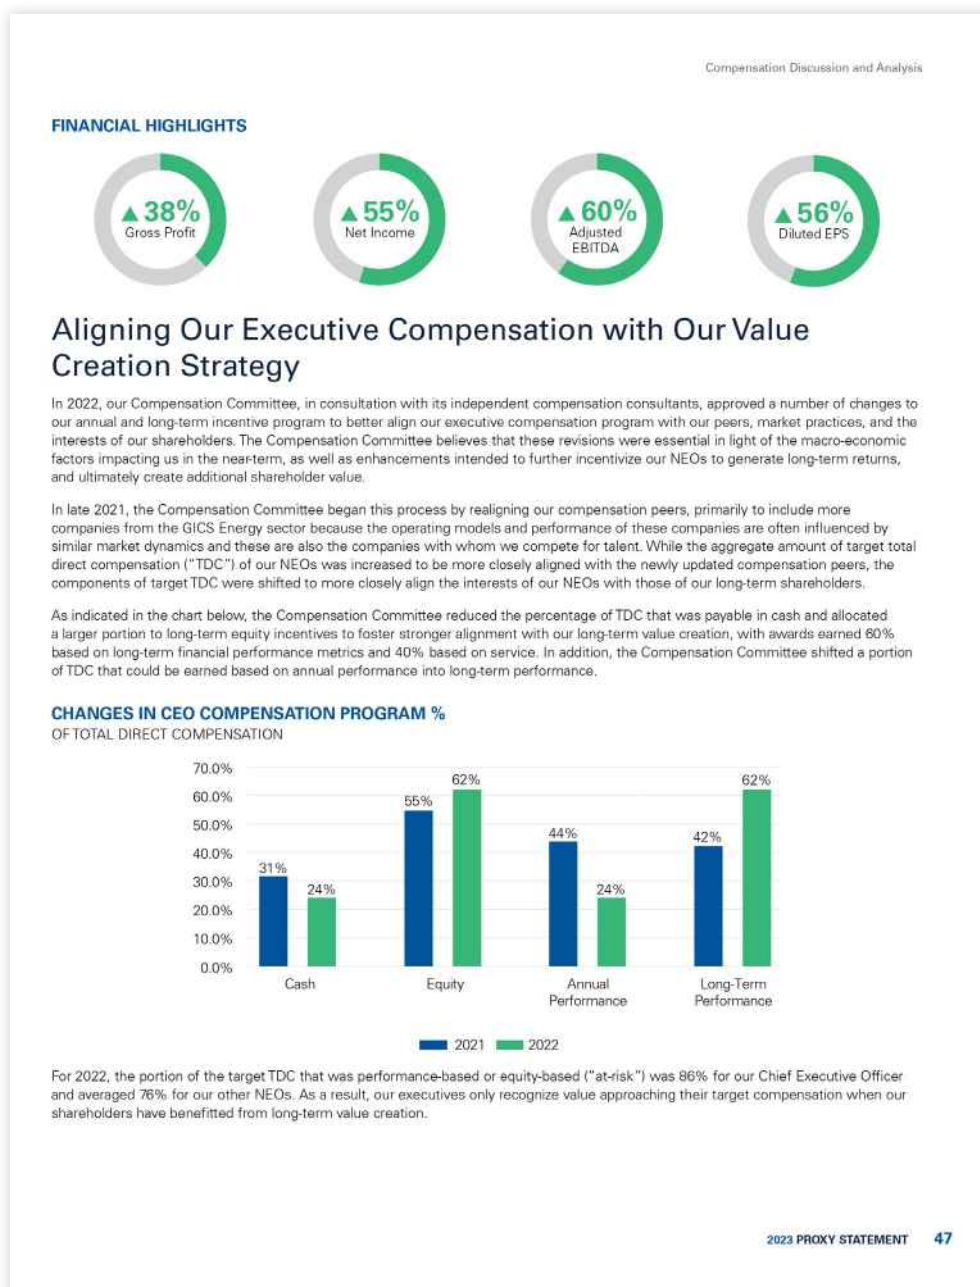 Compensation Discussion and Analysis
FINANCIAL HIGHLIGHTS
▲ 38%
Gross Profit
▲ 55%
Net Income
▲ 60%
Adjusted
EBITDA
▲ 56%
Diluted EPS
Aligning Our Executive Compensation with Our Value
Creation Strategy
In 2022, our Compensation Committee, in consultation with its independent compensation consultants, approved a number of changes to
our annual and long-term incentive program to better align our executive compensation program with our peers, market practices, and the
interests of our shareholders. The Compensation Committee believes that these revisions were essential in light of the macro-economic
factors impacting us in the near-term, as well as enhancements intended to further incentivize our NEOs to generate long-term returns,
and ultimately create additional shareholder value.
In late 2021, the Compensation Committee began this process by realigning our compensation peers, primarily to include more
companies from the GICS Energy sector because the operating models and performance of these companies are often influenced by
similar market dynamics and these are also the companies with whom we compete for talent. While the aggregate amount of target total
direct compensation ("TDC") of our NEOs was increased to be more closely aligned with the newly updated compensation peers, the
components of target TDC were shifted to more closely align the interests of our NEOs with those of our long-term shareholders.
As indicated in the chart below, the Compensation Committee reduced the percentage of TDC that was payable in cash and allocated
a larger portion to long-term equity incentives to foster stronger alignment with our long-term value creation, with awards earned 60%
based on long-term financial performance metrics and 40% based on service. In addition, the Compensation Committee shifted a portion
of TDC that could be earned based on annual performance into long-term performance.
CHANGES IN CEO COMPENSATION PROGRAM %
OF TOTAL DIRECT COMPENSATION
70.0%
60.0%
50.0%
40.0%
30.0%
20.0%
10.0%
0.0%
31%
24%
55%
62%
44%
24%
42%
62%
Cash
Equity
Annual
Performance
Long-Term
Performance
2021
2022
For 2022, the portion of the target TDC that was performance-based or equity-based ("at-risk") was 86% for our Chief Executive Officer
and averaged 76% for our other NEOs. As a result, our executives only recognize value approaching their target compensation when our
shareholders have benefitted from long-term value creation.
2023 PROXY STATEMENT 47